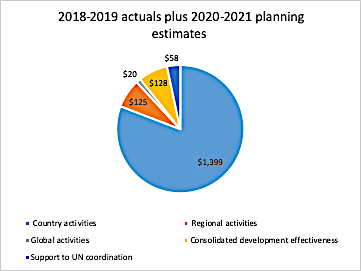 2018-2019 actuals plus 2020-2021 planning
estimates
$58
$20
$128
$125
$1,399
Country activities
Regional activities
Global activities
Consolidated development effectiveness
Support to UN coordination